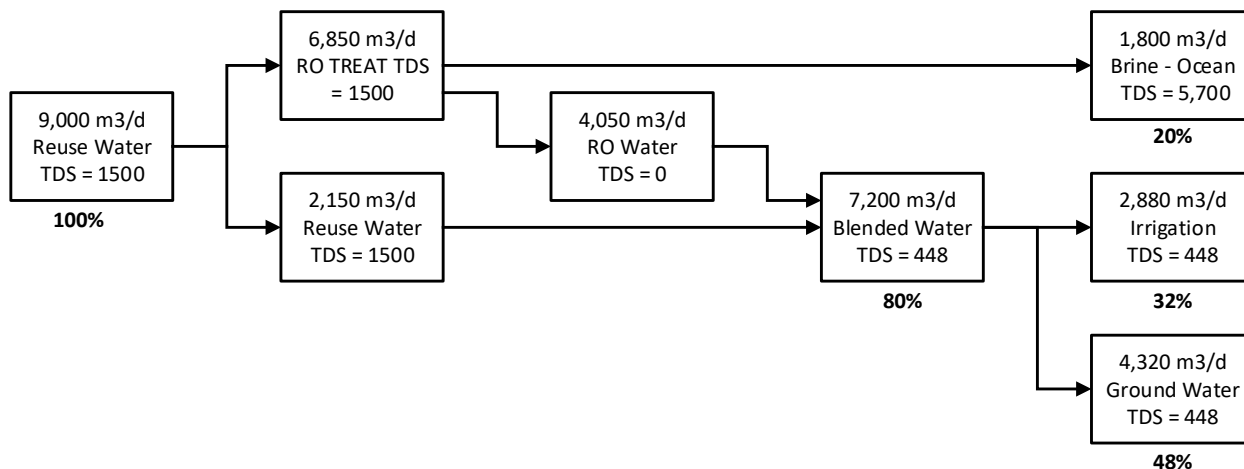 9,000 m3/d
Reuse Water
TDS = 1500
100%
6,850 m3/d
RO TREAT TDS
= 1500
2,150 m3/d
Reuse Water
TDS = 1500
4,050 m3/d
RO Water
TDS = 0
7,200 m3/d
Blended Water
TDS = 448
80%
1,800 m3/d
Brine - Ocean
TDS = 5,700
20%
2,880 m3/d
Irrigation
TDS = 448
32%
4,320 m3/d
Ground Water
TDS = 448
48%